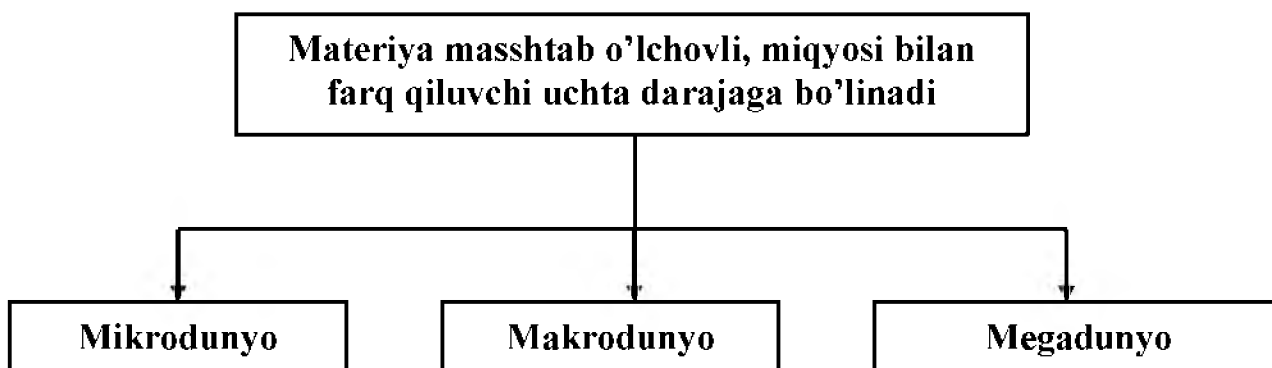 Materiya masshtab o’lchovli, miqyosi bilan
farq qiluvchi uchta darajaga bo’linadi
Mikrodunyo
Makrodunyo
Megadunyo